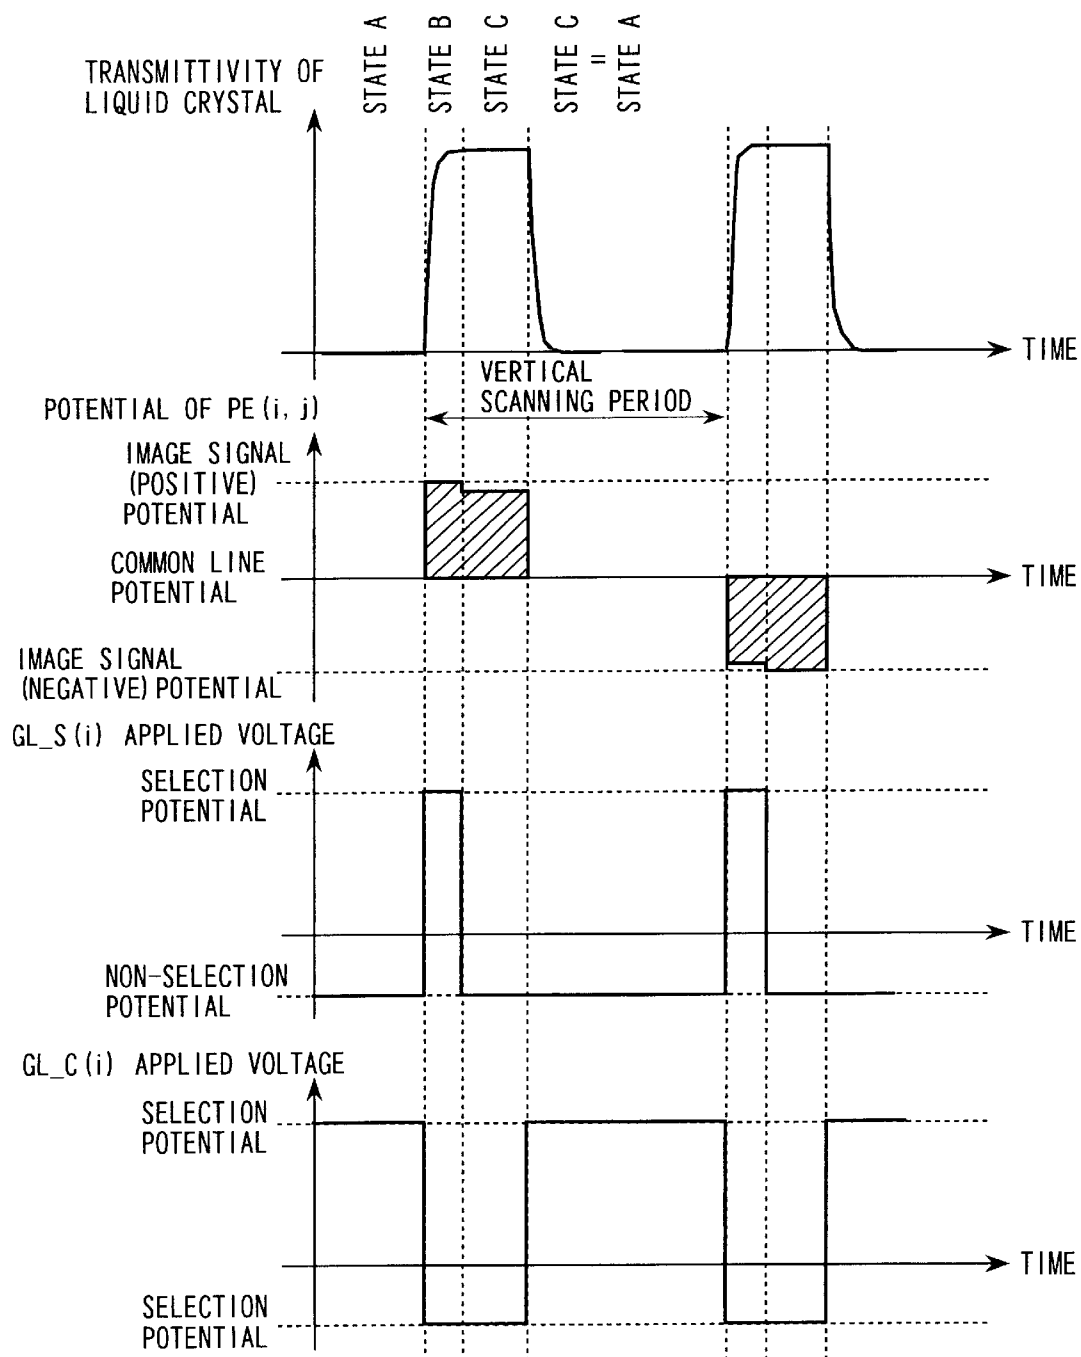 STATE A
STATE B
STATE C
STATE C
=
STATE A
TRANSMITTIVITY OF
LIQUID CRYSTAL
TIME
VERTICAL
SCANNING PERIOD
POTENTIAL OF PE(i, j)
IMAGE SIGNAL
(POSITIVE)
POTENTIAL
COMMON LINE
POTENTIAL
TIME
IMAGE SIGNAL
(NEGATIVE) POTENTIAL
GL_S(i) APPLIED VOLTAGE
SELECTION
POTENTIAL
TIME
NON-SELECTION
POTENTIAL
GL_C(i) APPLIED VOLTAGE
SELECTION
POTENTIAL
TIME
SELECTION
POTENTIAL